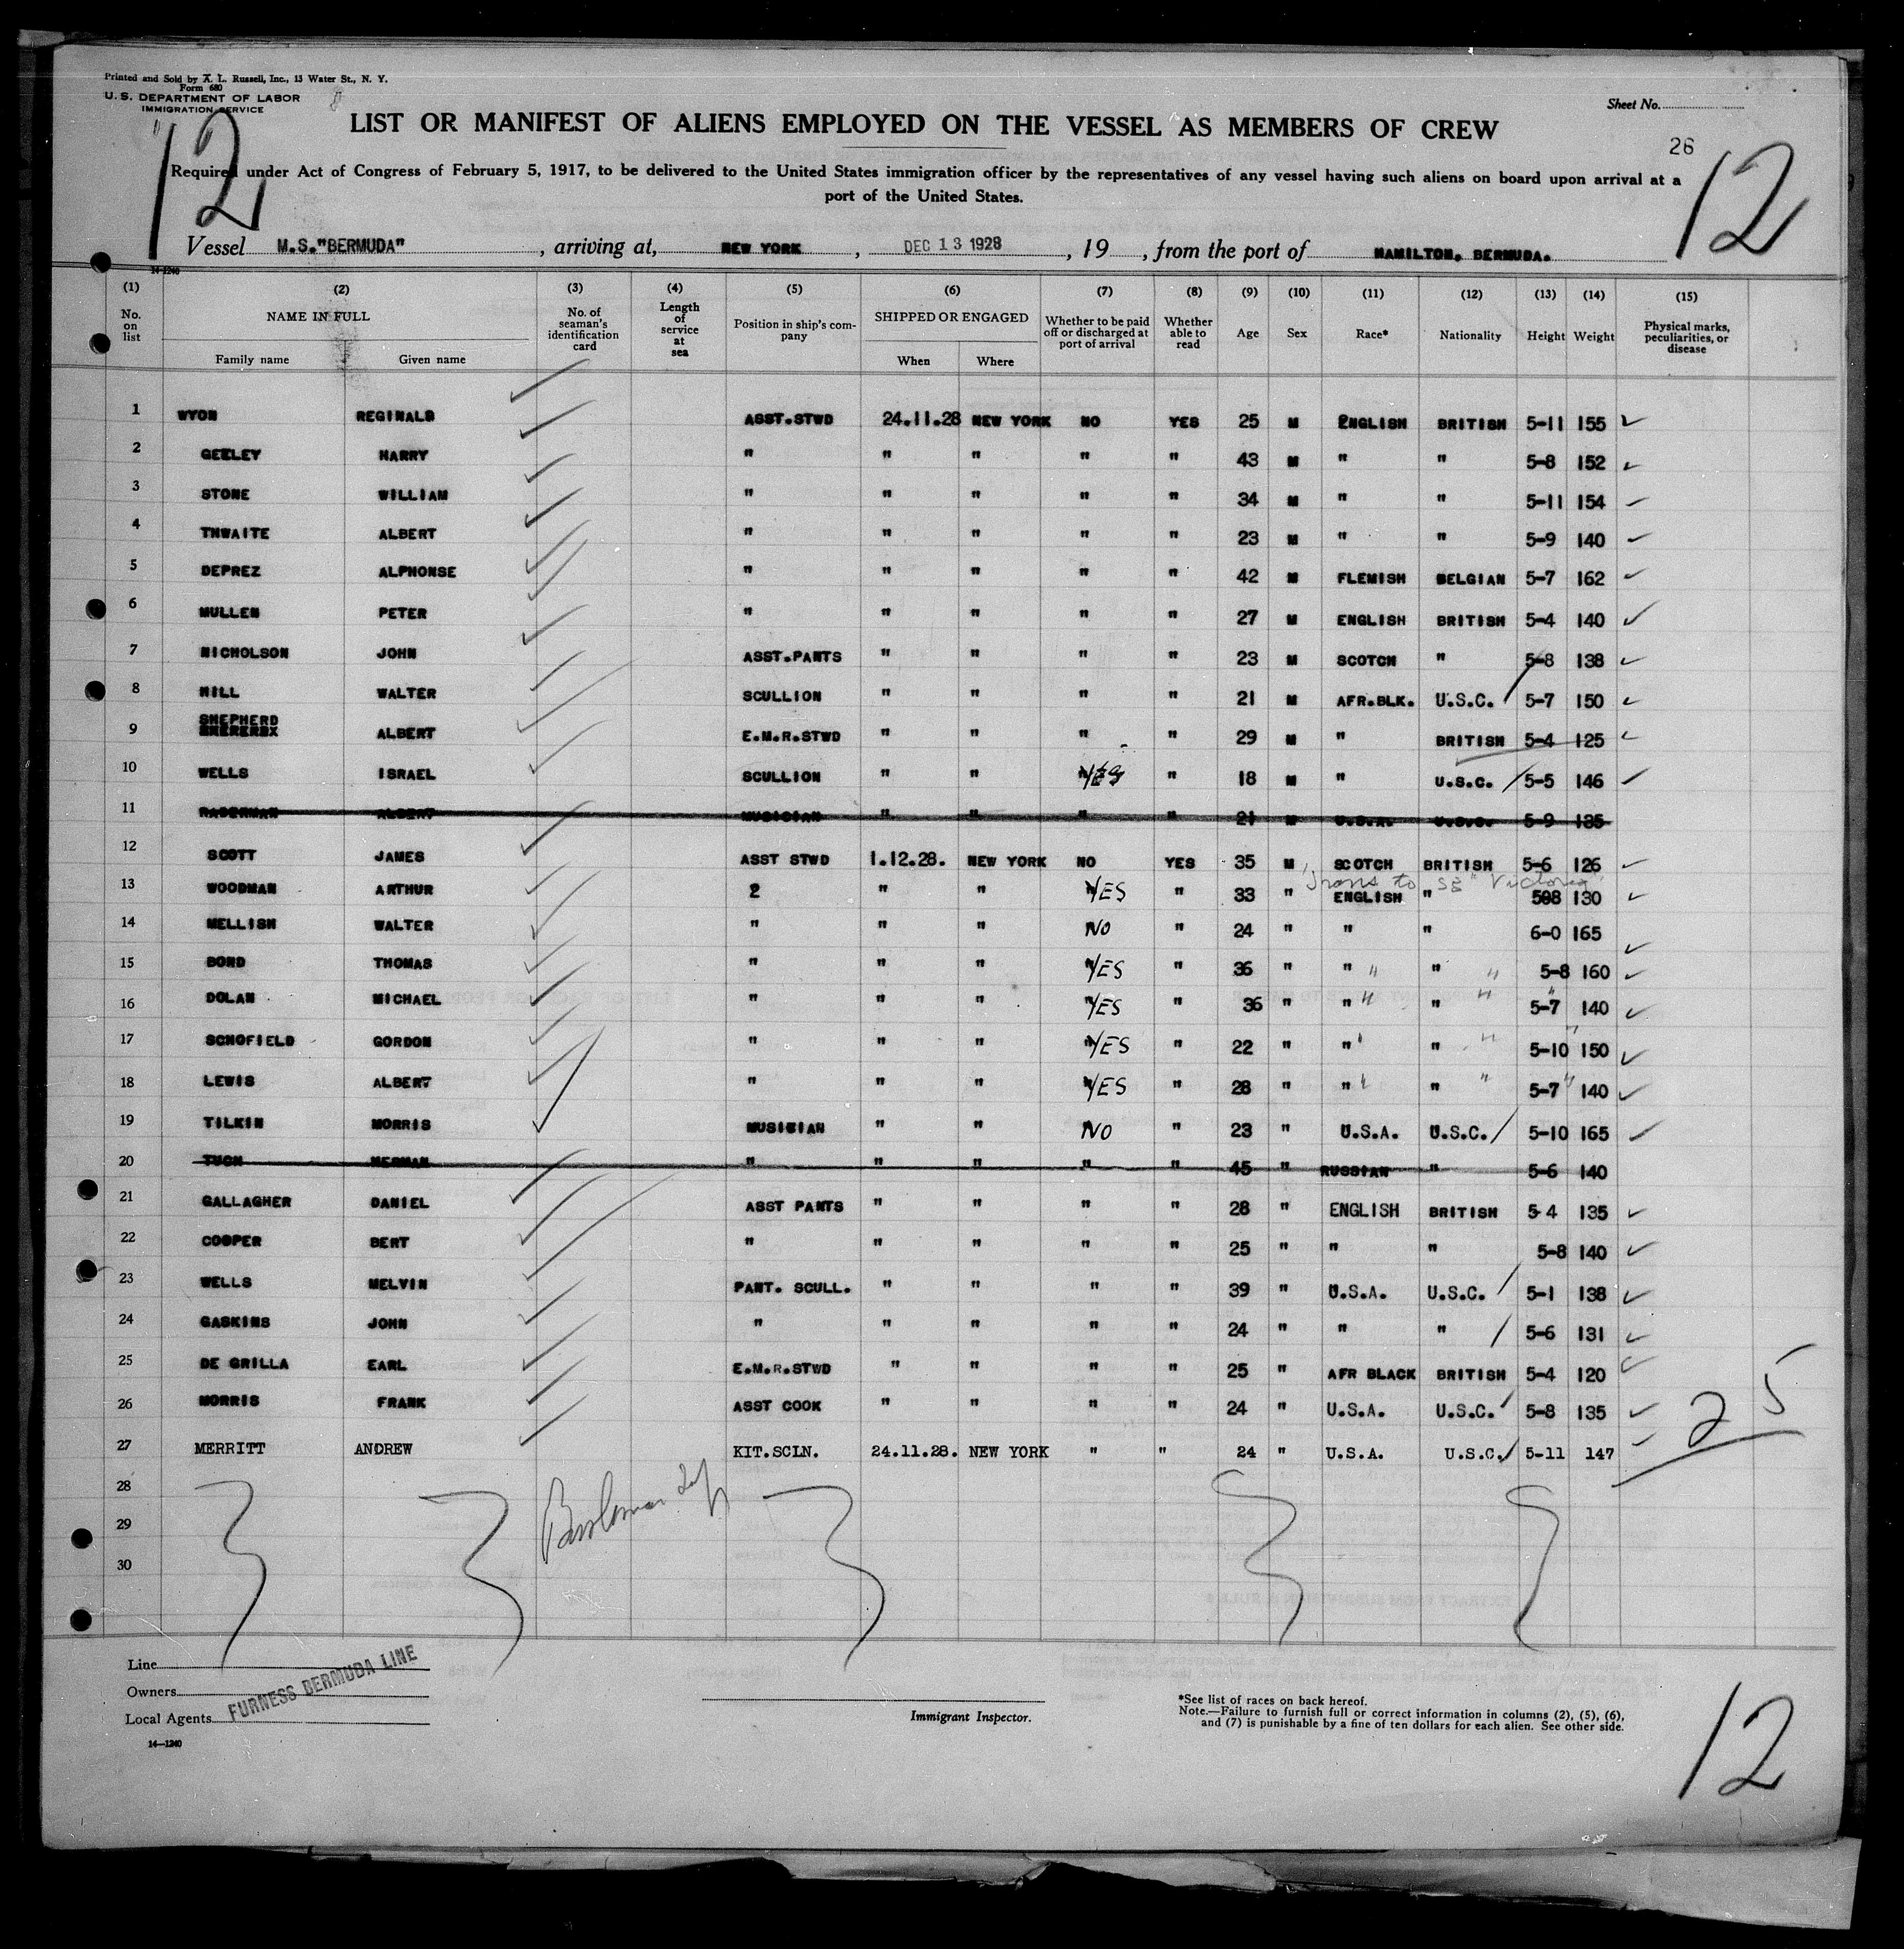 Printed and Sold by A. L. Russell, Inc., 13 Water St., N. Y.
Form 680
U. S. DEPARTMENT OF LABOR
IMMIGRATION SERVICE
Sheet No.
LIST OR MANIFEST OF ALIENS EMPLOYED ON THE VESSEL AS MEMBERS OF CREW
26
12 12
Required under Act of Congress of February 5, 1917, to be delivered to the United States immigration officer by the representatives of any vessel having such aliens on board upon arrival at a
port of the United States.
Vessel M.S."BERMUDA" , arriving at, NEW YORK , DEC 13 1928 , 19 , from the port of HAMILTON, BERMUDA.
14-1240
(1) (2) (3) (4) (5) (6) (7) (8) (9) (10) (11) (12) (13) (14) (15)
No. on list NAME IN FULL No. of seaman's identification card Length of service at sea Position in ship's company SHIPPED OR ENGAGED Whether to be paid off or discharged at port of arrival Whether able to read Age Sex Race* Nationality Height Weight Physical marks, peculiarities, or disease
Family name Given name When Where
1 WYON REGINALD ASST.STWD 24.11.28 NEW YORK NO YES 25 M ENGLISH BRITISH 5-11 155
2 GEELEY HARRY " " " " " 43 M " " 5-8 152
3 STONE WILLIAM " " " " " 34 M " " 5-11 154
4 THWAITE ALBERT " " " " " 23 M " " 5-9 140
5 DEPREZ ALPHONSE " " " " " 42 M FLEMISH BELGIAN 5-7 162
6 MULLEN PETER " " " " " 27 M ENGLISH BRITISH 5-4 140
7 NICHOLSON JOHN ASST.PANTS " " " " 23 M SCOTCH " 5-8 138
8 HILL WALTER SCULLION " " " " 21 M AFR.BLK. U.S.C. 5-7 150
9 SHEPHERD ALBERT E.M.R.STWD " " " " 29 M " BRITISH 5-4 125
10 WELLS ISRAEL SCULLION " " YES " 18 M " U.S.C. 5-5 146
11 RADERMAN ALBERT MUSICIAN " " " " 21 M U.S.A. U.S.C. 5-9 135
12 SCOTT JAMES ASST STWD 1.12.28. NEW YORK NO YES 35 M SCOTCH BRITISH 5-6 126
Trans to SS "Victoria"
13 WOODMAN ARTHUR 2 " " YES " 33 " ENGLISH " 508 130
14 MELLISH WALTER " " " NO " 24 " " " 6-0 165
15 BOND THOMAS " " " YES " 36 " " " " " 5-8 160
16 DOLAN MICHAEL " " " YES " 36 " " " " " 5-7 140
17 SCHOFIELD GORDON " " " YES " 22 " " " " " 5-10 150
18 LEWIS ALBERT " " " YES " 28 " " " " " 5-7 140
19 TILKIN MORRIS MUSICIAN " " NO " 23 " U.S.A. U.S.C. 5-10 165
20 TUCH HERMAN " " " " " 45 " RUSSIAN " 5-6 140
21 GALLAGHER DANIEL ASST PANTS " " " " 28 " ENGLISH BRITISH 5 4 135
22 COOPER BERT " " " " " 25 " " " 5-8 140
23 WELLS MELVIN PANT. SCULL. " " " " 39 " U.S.A. U.S.C. 5-1 138
24 GASKINS JOHN " " " " " 24 " " " 5-6 131
25 DE GRILLA EARL E.M.R.STWD " " " " 25 " AFR BLACK BRITISH 5-4 120
26 MORRIS FRANK ASST COOK " " " " 24 " U.S.A. U.S.C. 5-8 135
27 MERRITT ANDREW KIT.SCLN. 24.11.28. NEW YORK " " 24 " U.S.A. U.S.C. 5-11 147
25
28
29
30
Line
Owners
Local Agents
FURNESS BERMUDA LINE
Immigrant Inspector.
*See list of races on back hereof.
Note.—Failure to furnish full or correct information in columns (2), (5), (6),
and (7) is punishable by a fine of ten dollars for each alien. See other side.
14—1240
12